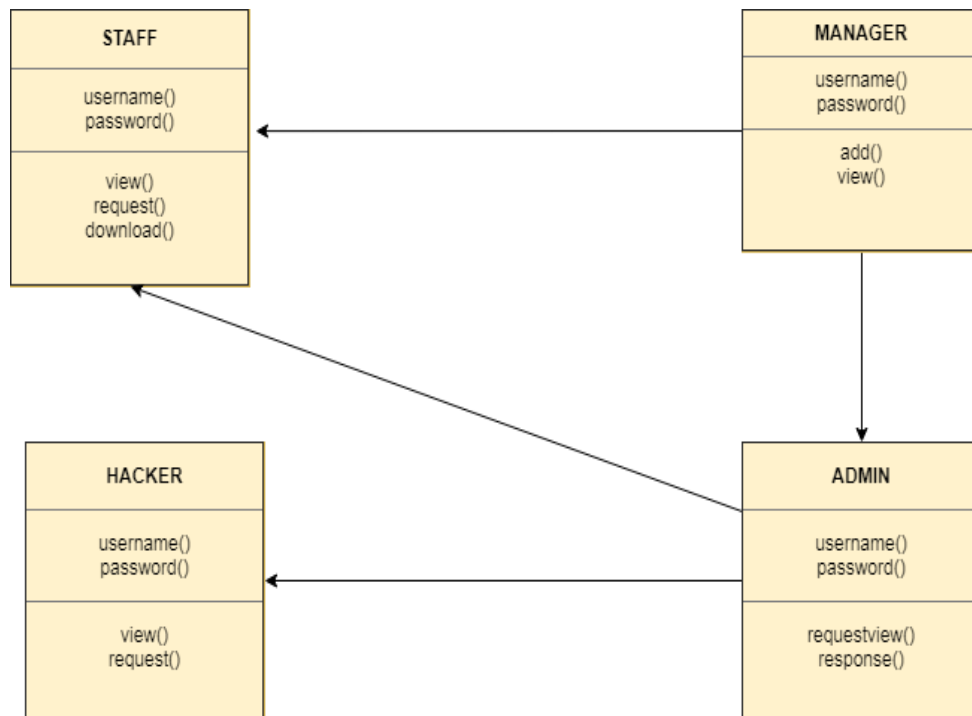 STAFF
username()
password()
view()
request()
download()
MANAGER
username()
password()
add()
view()
HACKER
username()
password()
view()
request()
ADMIN
username()
password()
requestview()
response()